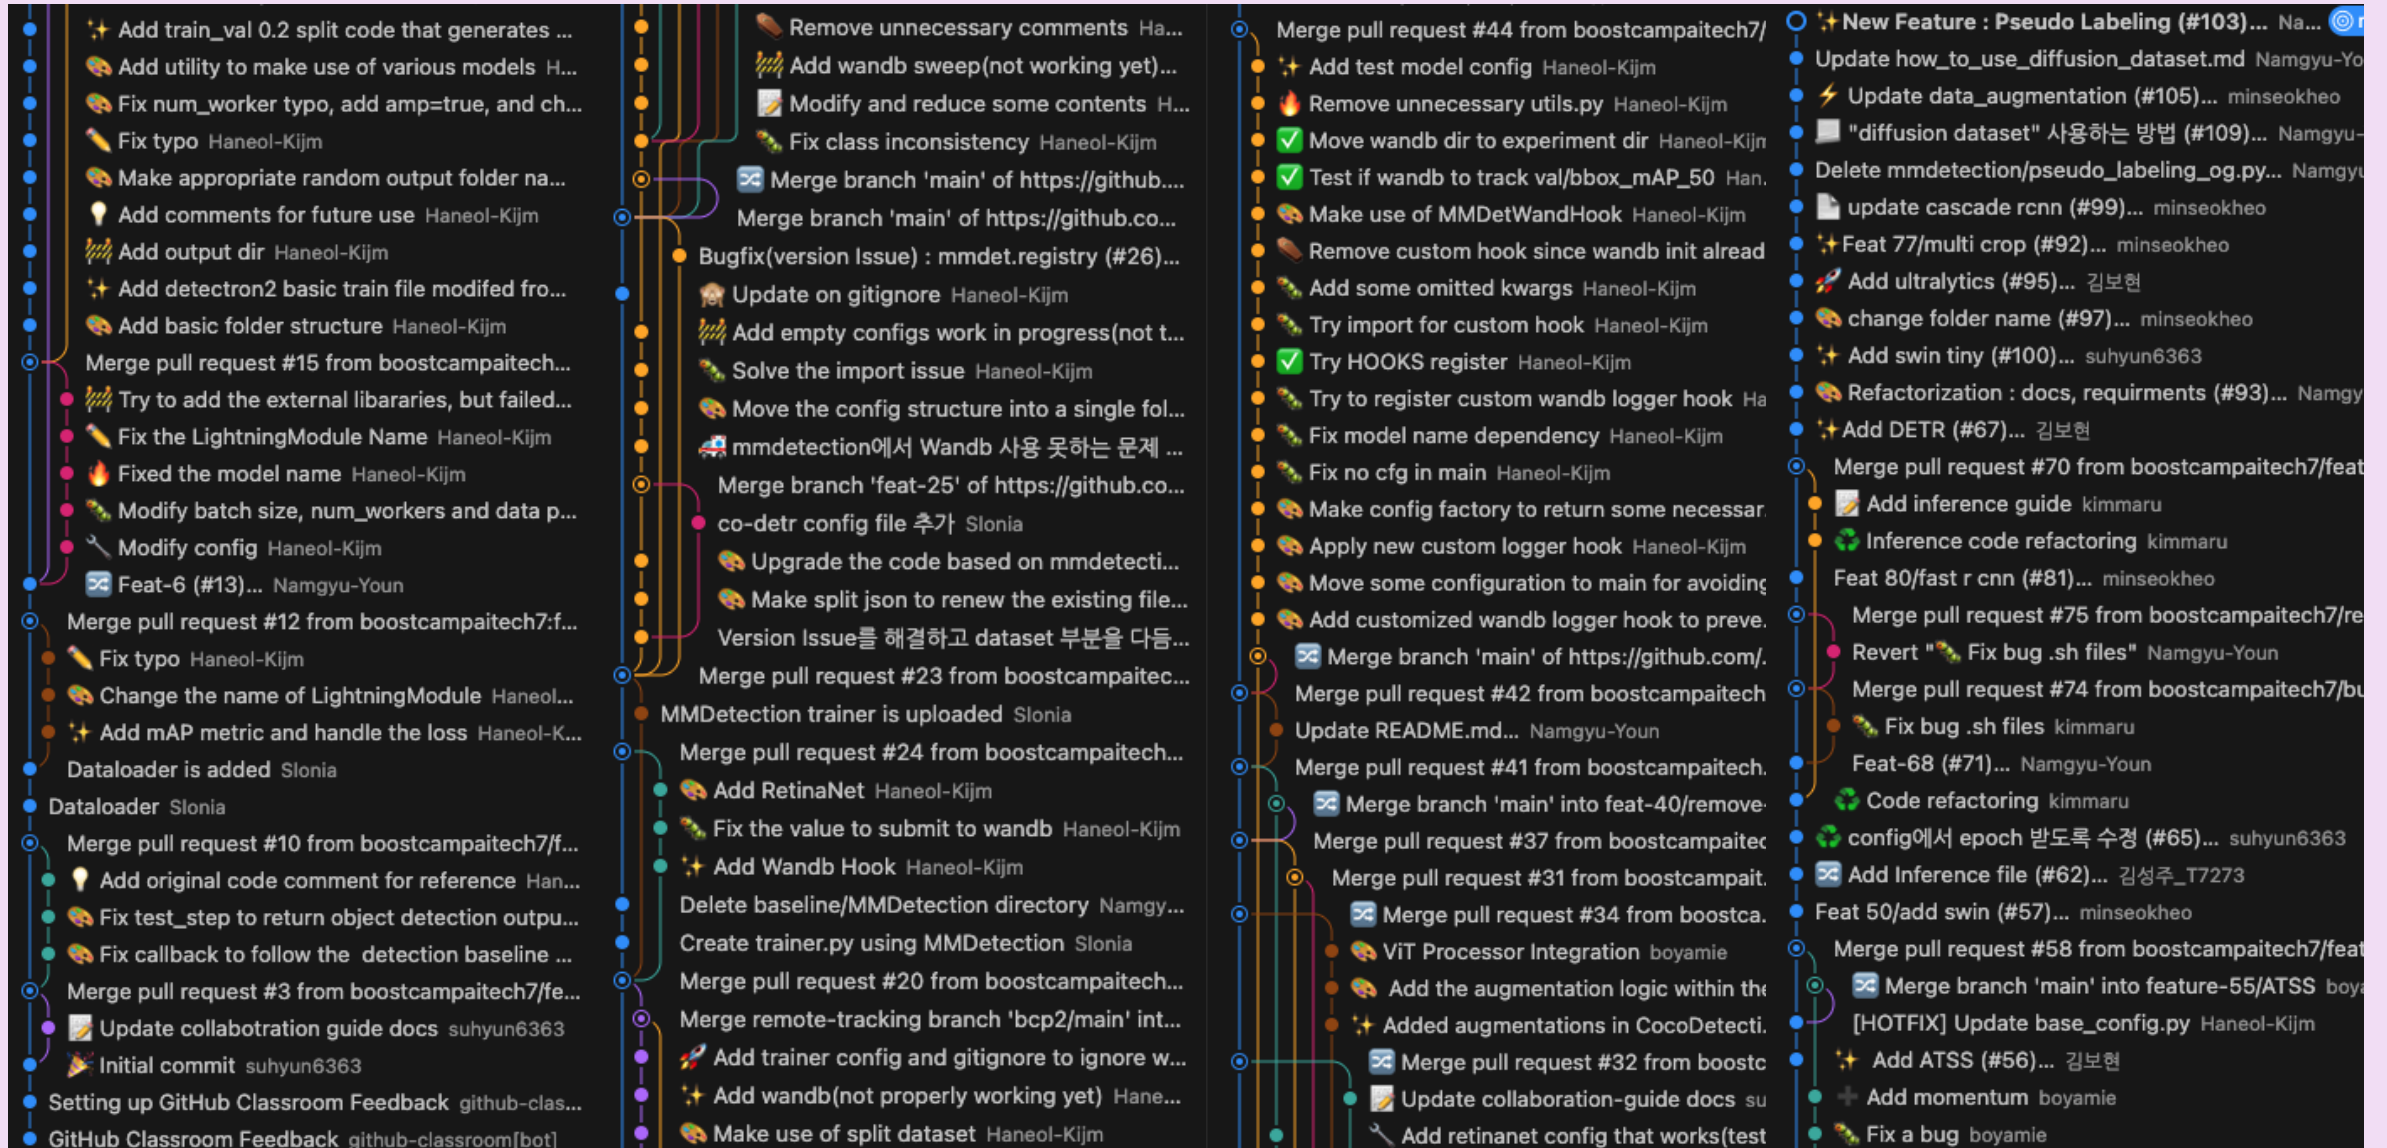 ✨ Add train_val 0.2 split code that generates ...
🎨 Add utility to make use of various models H...
🎨 Fix num_worker typo, add amp=true, and ch...
✏️ Fix typo Haneol-Kijm
🎨 Make appropriate random output folder na...
💡 Add comments for future use Haneol-Kijm
🚧 Add output dir Haneol-Kijm
✨ Add detectron2 basic train file modifed fro...
🎨 Add basic folder structure Haneol-Kijm
Merge pull request #15 from boostcampaitech...
🚧 Try to add the external libararies, but failed...
✏️ Fix the LightningModule Name Haneol-Kijm
🔥 Fixed the model name Haneol-Kijm
🐛 Modify batch size, num_workers and data p...
🔧 Modify config Haneol-Kijm
🔀 Feat-6 (#13)... Namgyu-Youn
Merge pull request #12 from boostcampaitech7:f...
✏️ Fix typo Haneol-Kijm
🎨 Change the name of LightningModule Haneol...
✨ Add mAP metric and handle the loss Haneol-K...
Dataloader is added Slonia
Dataloader Slonia
Merge pull request #10 from boostcampaitech7/f...
💡 Add original code comment for reference Han...
🎨 Fix test_step to return object detection outpu...
🎨 Fix callback to follow the  detection baseline ...
Merge pull request #3 from boostcampaitech7/fe...
📝 Update collabotration guide docs suhyun6363
🎉 Initial commit suhyun6363
Setting up GitHub Classroom Feedback github-clas...
GitHub Classroom Feedback github-classroom[bot]
⚰️ Remove unnecessary comments Ha...
🚧 Add wandb sweep(not working yet)...
📝 Modify and reduce some contents H...
🐛 Fix class inconsistency Haneol-Kijm
🔀 Merge branch 'main' of https://github....
Merge branch 'main' of https://github.co...
Bugfix(version Issue) : mmdet.registry (#26)...
🙈 Update on gitignore Haneol-Kijm
🚧 Add empty configs work in progress(not t...
🐛 Solve the import issue Haneol-Kijm
🎨 Move the config structure into a single fol...
🚑 mmdetection에서 Wandb 사용 못하는 문제 ...
Merge branch 'feat-25' of https://github.co...
co-detr config file 추가 Slonia
🎨 Upgrade the code based on mmdetecti...
🎨 Make split json to renew the existing file...
Version Issue를 해결하고 dataset 부분을 다듬...
Merge pull request #23 from boostcampaitec...
MMDetection trainer is uploaded Slonia
Merge pull request #24 from boostcampaitech...
🎨 Add RetinaNet Haneol-Kijm
🐛 Fix the value to submit to wandb Haneol-Kijm
✨ Add Wandb Hook Haneol-Kijm
Delete baseline/MMDetection directory Namgy...
Create trainer.py using MMDetection Slonia
Merge pull request #20 from boostcampaitech...
Merge remote-tracking branch 'bcp2/main' int...
🚀 Add trainer config and gitignore to ignore w...
✨ Add wandb(not properly working yet) Hane...
🎨 Make use of split dataset Haneol-Kijm
Merge pull request #44 from boostcampaitech7/
✨ Add test model config Haneol-Kijm
🔥 Remove unnecessary utils.py Haneol-Kijm
✅ Move wandb dir to experiment dir Haneol-Kijm
✅ Test if wandb to track val/bbox_mAP_50 Han.
🎨 Make use of MMDetWandHook Haneol-Kijm
⚰️ Remove custom hook since wandb init alread
🐛 Add some omitted kwargs Haneol-Kijm
🐛 Try import for custom hook Haneol-Kijm
✅ Try HOOKS register Haneol-Kijm
🐛 Try to register custom wandb logger hook Ha
🐛 Fix model name dependency Haneol-Kijm
🐛 Fix no cfg in main Haneol-Kijm
🎨 Make config factory to return some necessar.
🎨 Apply new custom logger hook Haneol-Kijm
🎨 Move some configuration to main for avoiding
🎨 Add customized wandb logger hook to preve.
🔀 Merge branch 'main' of https://github.com/.
Merge pull request #42 from boostcampaitech
Update README.md... Namgyu-Youn
Merge pull request #41 from boostcampaitech.
🔀 Merge branch 'main' into feat-40/remove-
Merge pull request #37 from boostcampaitec
Merge pull request #31 from boostcampait.
🔀 Merge pull request #34 from boostca.
🎨 ViT Processor Integration boyamie
🎨 Add the augmentation logic within the
✨ Added augmentations in CocoDetecti.
🔀 Merge pull request #32 from boostc
📝 Update collaboration-guide docs su
🔧 Add retinanet config that works(test
✨New Feature : Pseudo Labeling (#103)... Na...
Update how_to_use_diffusion_dataset.md Namgyu-Yo
⚡ Update data_augmentation (#105)... minseokheo
📃 "diffusion dataset" 사용하는 방법 (#109)... Namgyu-
Delete mmdetection/pseudo_labeling_og.py... Namgyu
📄 update cascade rcnn (#99)... minseokheo
✨Feat 77/multi crop (#92)... minseokheo
🚀 Add ultralytics (#95)... 김보현
🎨 change folder name (#97)... minseokheo
✨ Add swin tiny (#100)... suhyun6363
🎨 Refactorization : docs, requirments (#93)... Namgy
✨Add DETR (#67)... 김보현
Merge pull request #70 from boostcampaitech7/feat
📝 Add inference guide kimmaru
♻️ Inference code refactoring kimmaru
Feat 80/fast r cnn (#81)... minseokheo
Merge pull request #75 from boostcampaitech7/re
Revert "🐛 Fix bug .sh files" Namgyu-Youn
Merge pull request #74 from boostcampaitech7/bu
🐛 Fix bug .sh files kimmaru
Feat-68 (#71)... Namgyu-Youn
♻️ Code refactoring kimmaru
♻️ config에서 epoch 받도록 수정 (#65)... suhyun6363
🔀 Add Inference file (#62)... 김성주_T7273
Feat 50/add swin (#57)... minseokheo
Merge pull request #58 from boostcampaitech7/feat
🔀 Merge branch 'main' into feature-55/ATSS boya
[HOTFIX] Update base_config.py Haneol-Kijm
✨ Add ATSS (#56)... 김보현
➕ Add momentum boyamie
🐛 Fix a bug boyamie